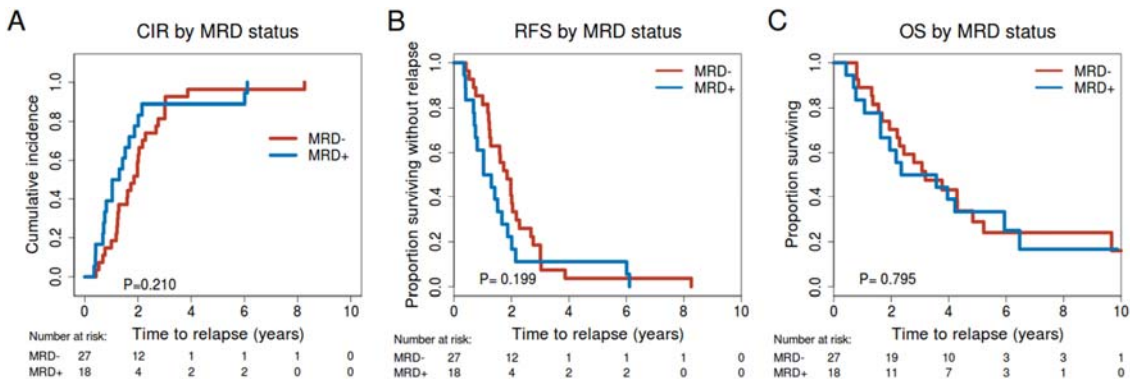 A
CIR by MRD status
Cumulative incidence
0.0 0.2 0.4 0.6 0.8 1.0
MRD-
MRD+
P=0.210
0 2 4 6 8 10
Time to relapse (years)
Number at risk:
MRD- 27 12 1 1 1 0
MRD+ 18 4 2 2 0 0
B
RFS by MRD status
Proportion surviving without relapse
0.0 0.2 0.4 0.6 0.8 1.0
MRD-
MRD+
P= 0.199
0 2 4 6 8 10
Time to relapse (years)
Number at risk:
MRD- 27 12 1 1 1 0
MRD+ 18 4 2 2 0 0
C
OS by MRD status
Proportion surviving
0.0 0.2 0.4 0.6 0.8 1.0
MRD-
MRD+
P= 0.795
0 2 4 6 8 10
Time to relapse (years)
Number at risk:
MRD- 27 19 10 3 3 1
MRD+ 18 11 7 3 1 0